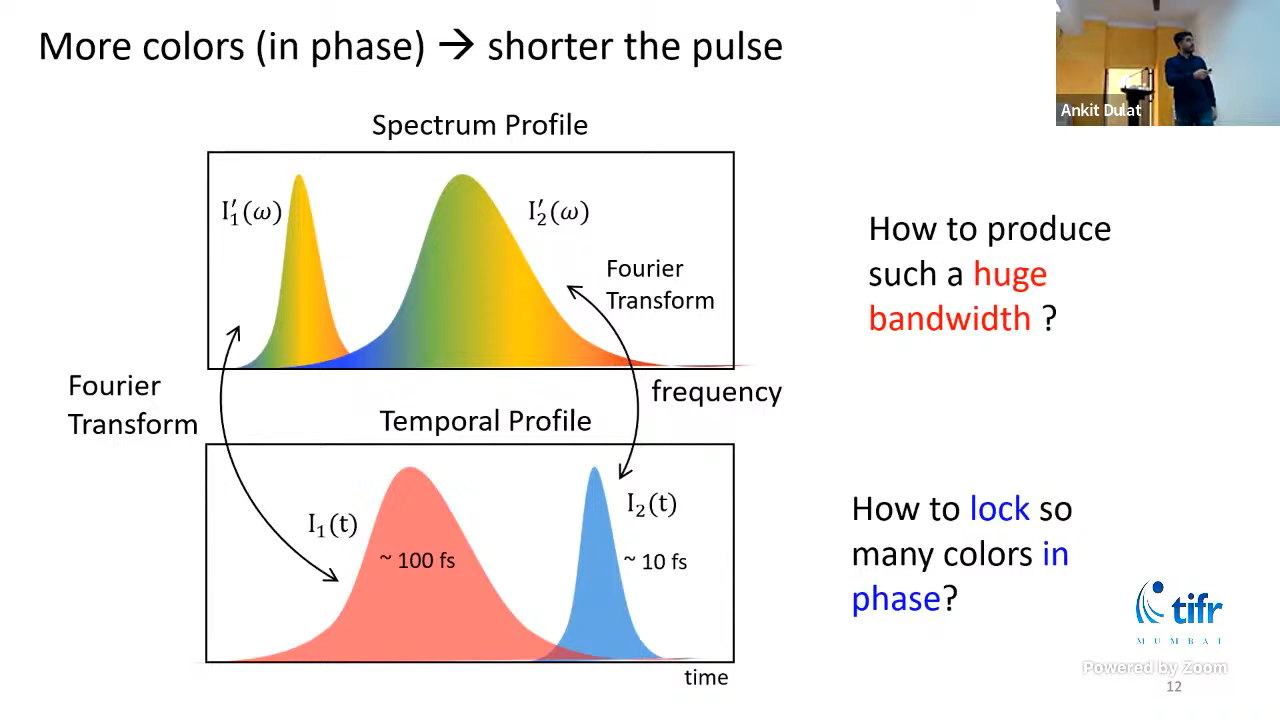 More colors (in phase) → shorter the pulse
Ankit Dulat
Spectrum Profile
I′₁(ω)
I′₂(ω)
Fourier
Transform
How to produce
such a huge
bandwidth ?
Fourier
Transform
frequency
Temporal Profile
I₁(t)
~ 100 fs
I₂(t)
~ 10 fs
time
How to lock so
many colors in
phase?
tifr
MUMBAI
Powered by Zoom
12